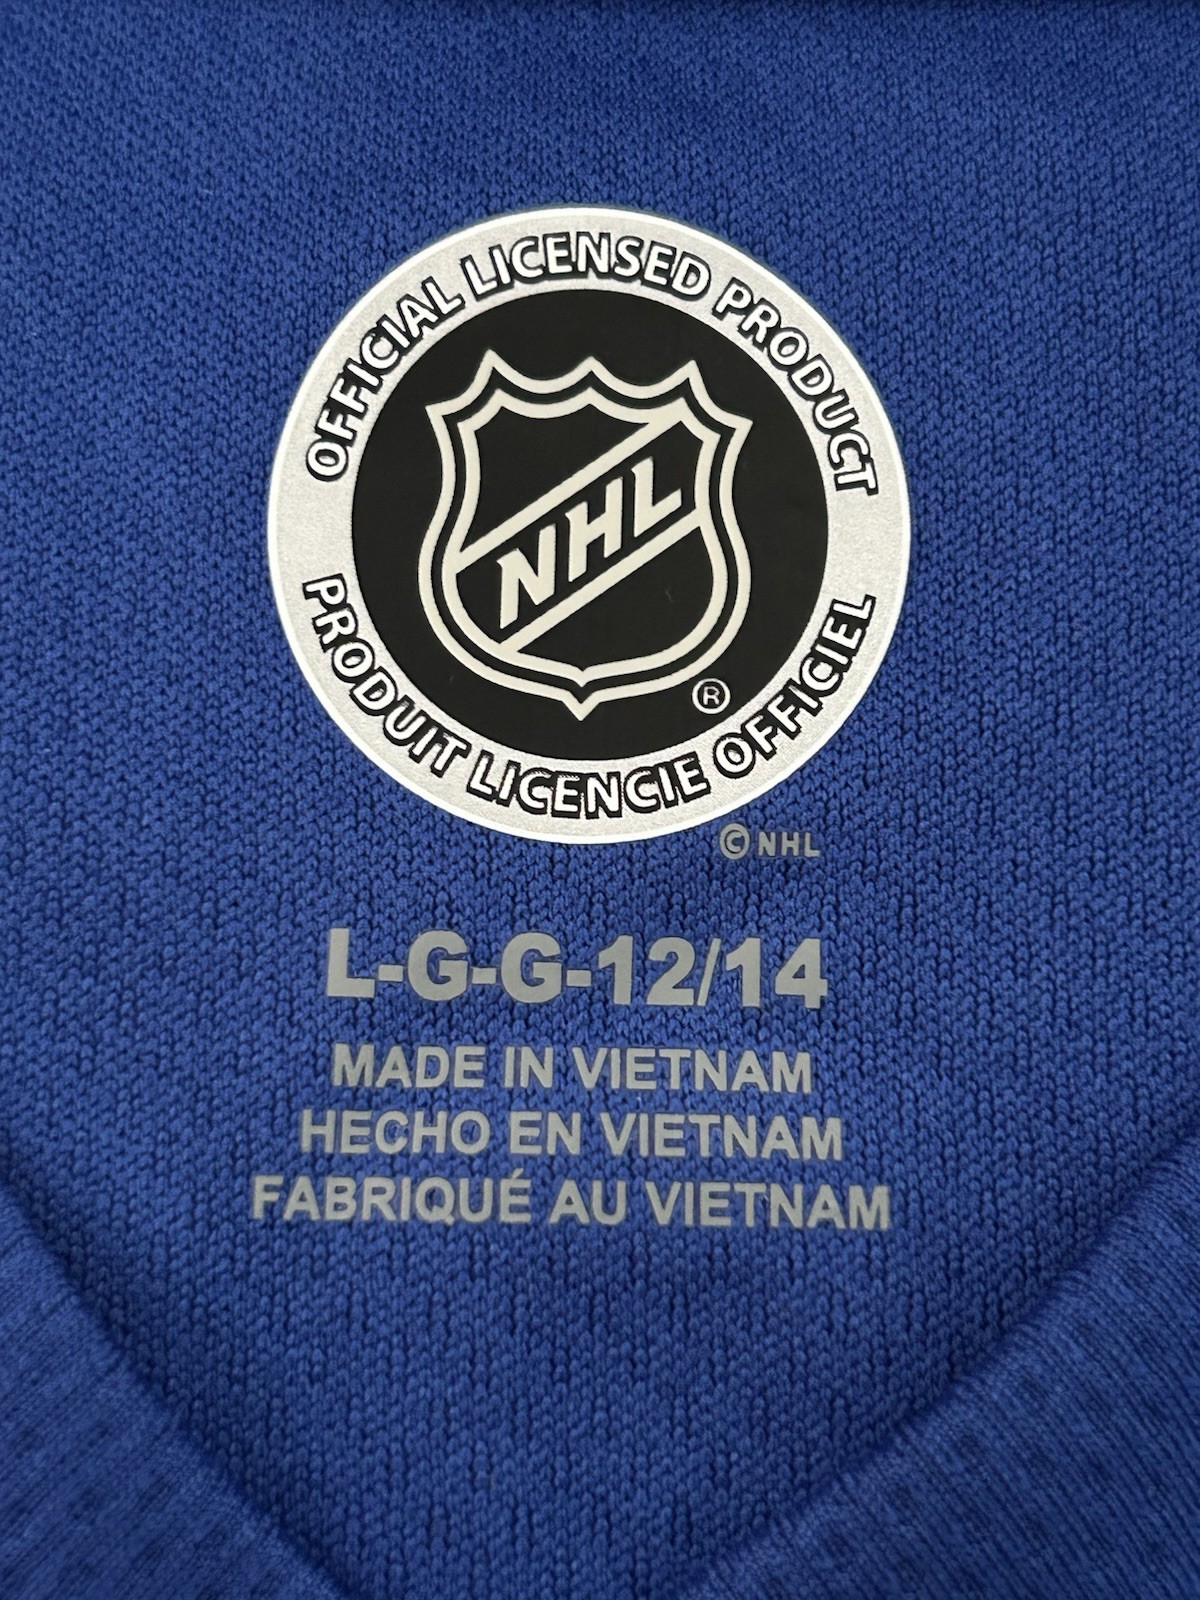 OFFICIAL LICENSED PRODUCT
NHL
®
PRODUIT LICENCIE OFFICIEL
© NHL
L-G-G-12/14
MADE IN VIETNAM
HECHO EN VIETNAM
FABRIQUÉ AU VIETNAM